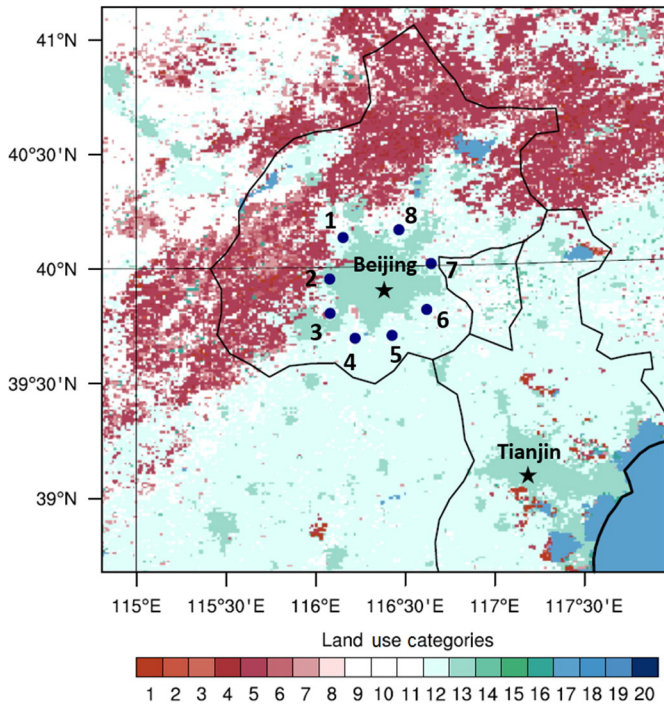 41°N
40°30'N
1
8
Beijing
7
40°N
2
3
6
4
5
39°30'N
Tianjin
39°N
115°E
115°30'E
116°E
116°30'E
117°E
117°30'E
Land use categories
1 2 3 4 5 6 7 8 9 10 11 12 13 14 15 16 17 18 19 20